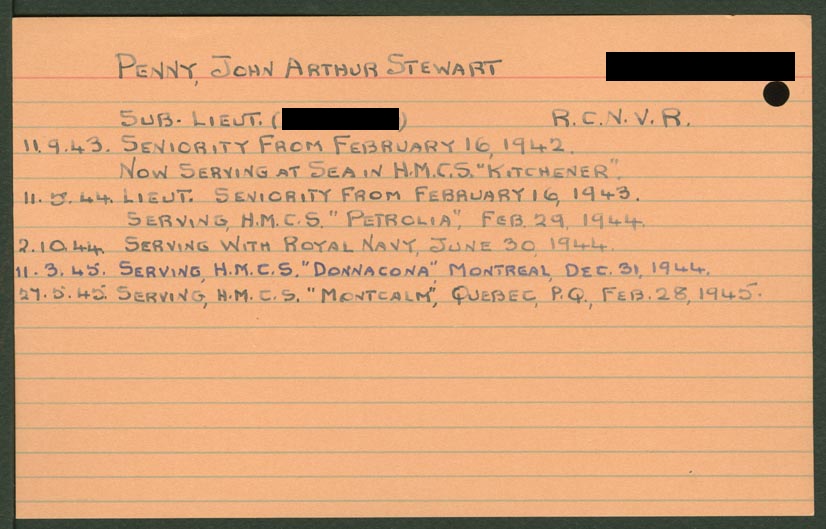 PENNY, JOHN ARTHUR STEWART
SUB. LIEUT. ( ) R.C.N.V.R.
11.9.43. SENIORITY FROM FEBRUARY 16, 1942.
NOW SERVING AT SEA IN H.M.C.S. "KITCHENER".
11.5.44. LIEUT. SENIORITY FROM FEBRUARY 16, 1943.
SERVING, H.M.C.S. "PETROLIA", FEB. 29, 1944.
2.10.44. SERVING WITH ROYAL NAVY, JUNE 30, 1944.
11.3.45. SERVING, H.M.C.S. "DONNACONA", MONTREAL, DEC. 31, 1944.
27.5.45. SERVING, H.M.C.S. "MONTCALM", QUEBEC, P.Q., FEB. 28, 1945.